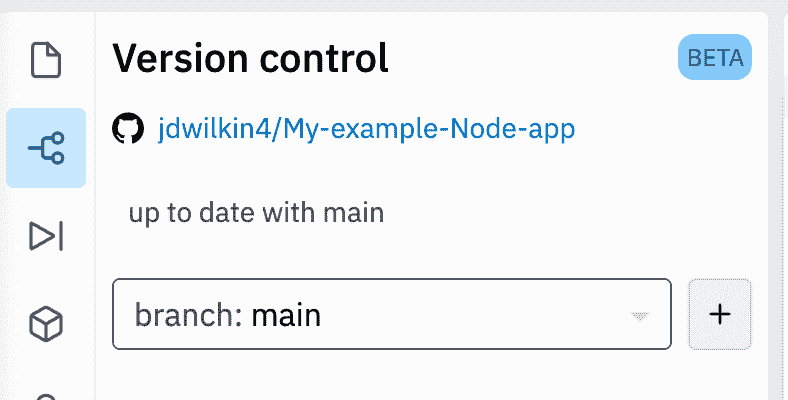 Version control
BETA
jdwilkin4/My-example-Node-app
up to date with main
branch: main
+